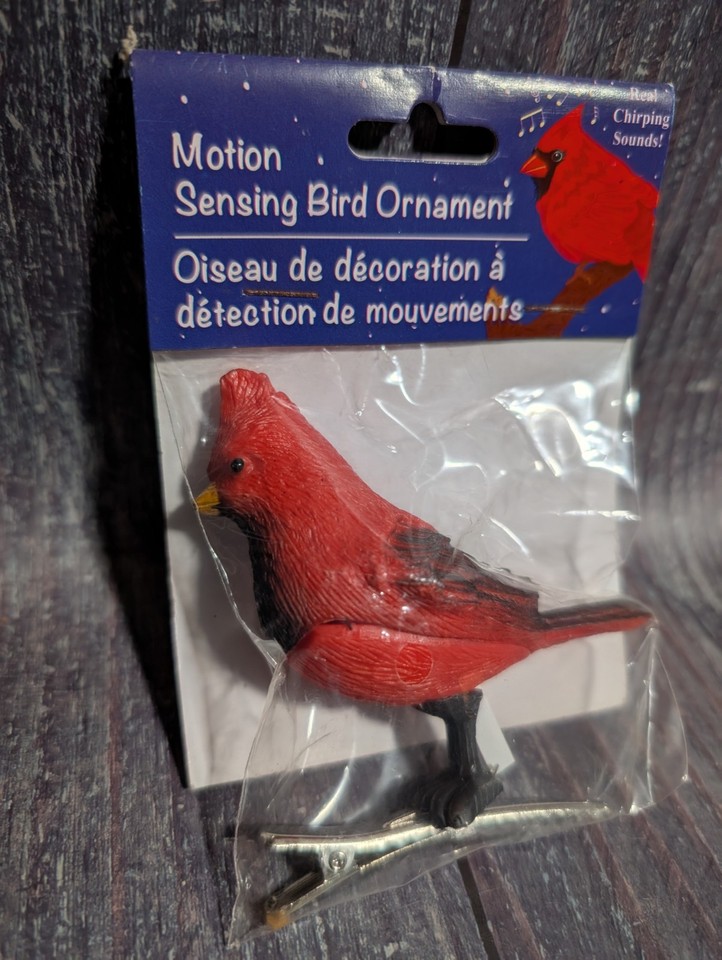 Motion
Sensing Bird Ornament
Oiseau de décoration à
détection de mouvements
Real
Chirping
Sounds!